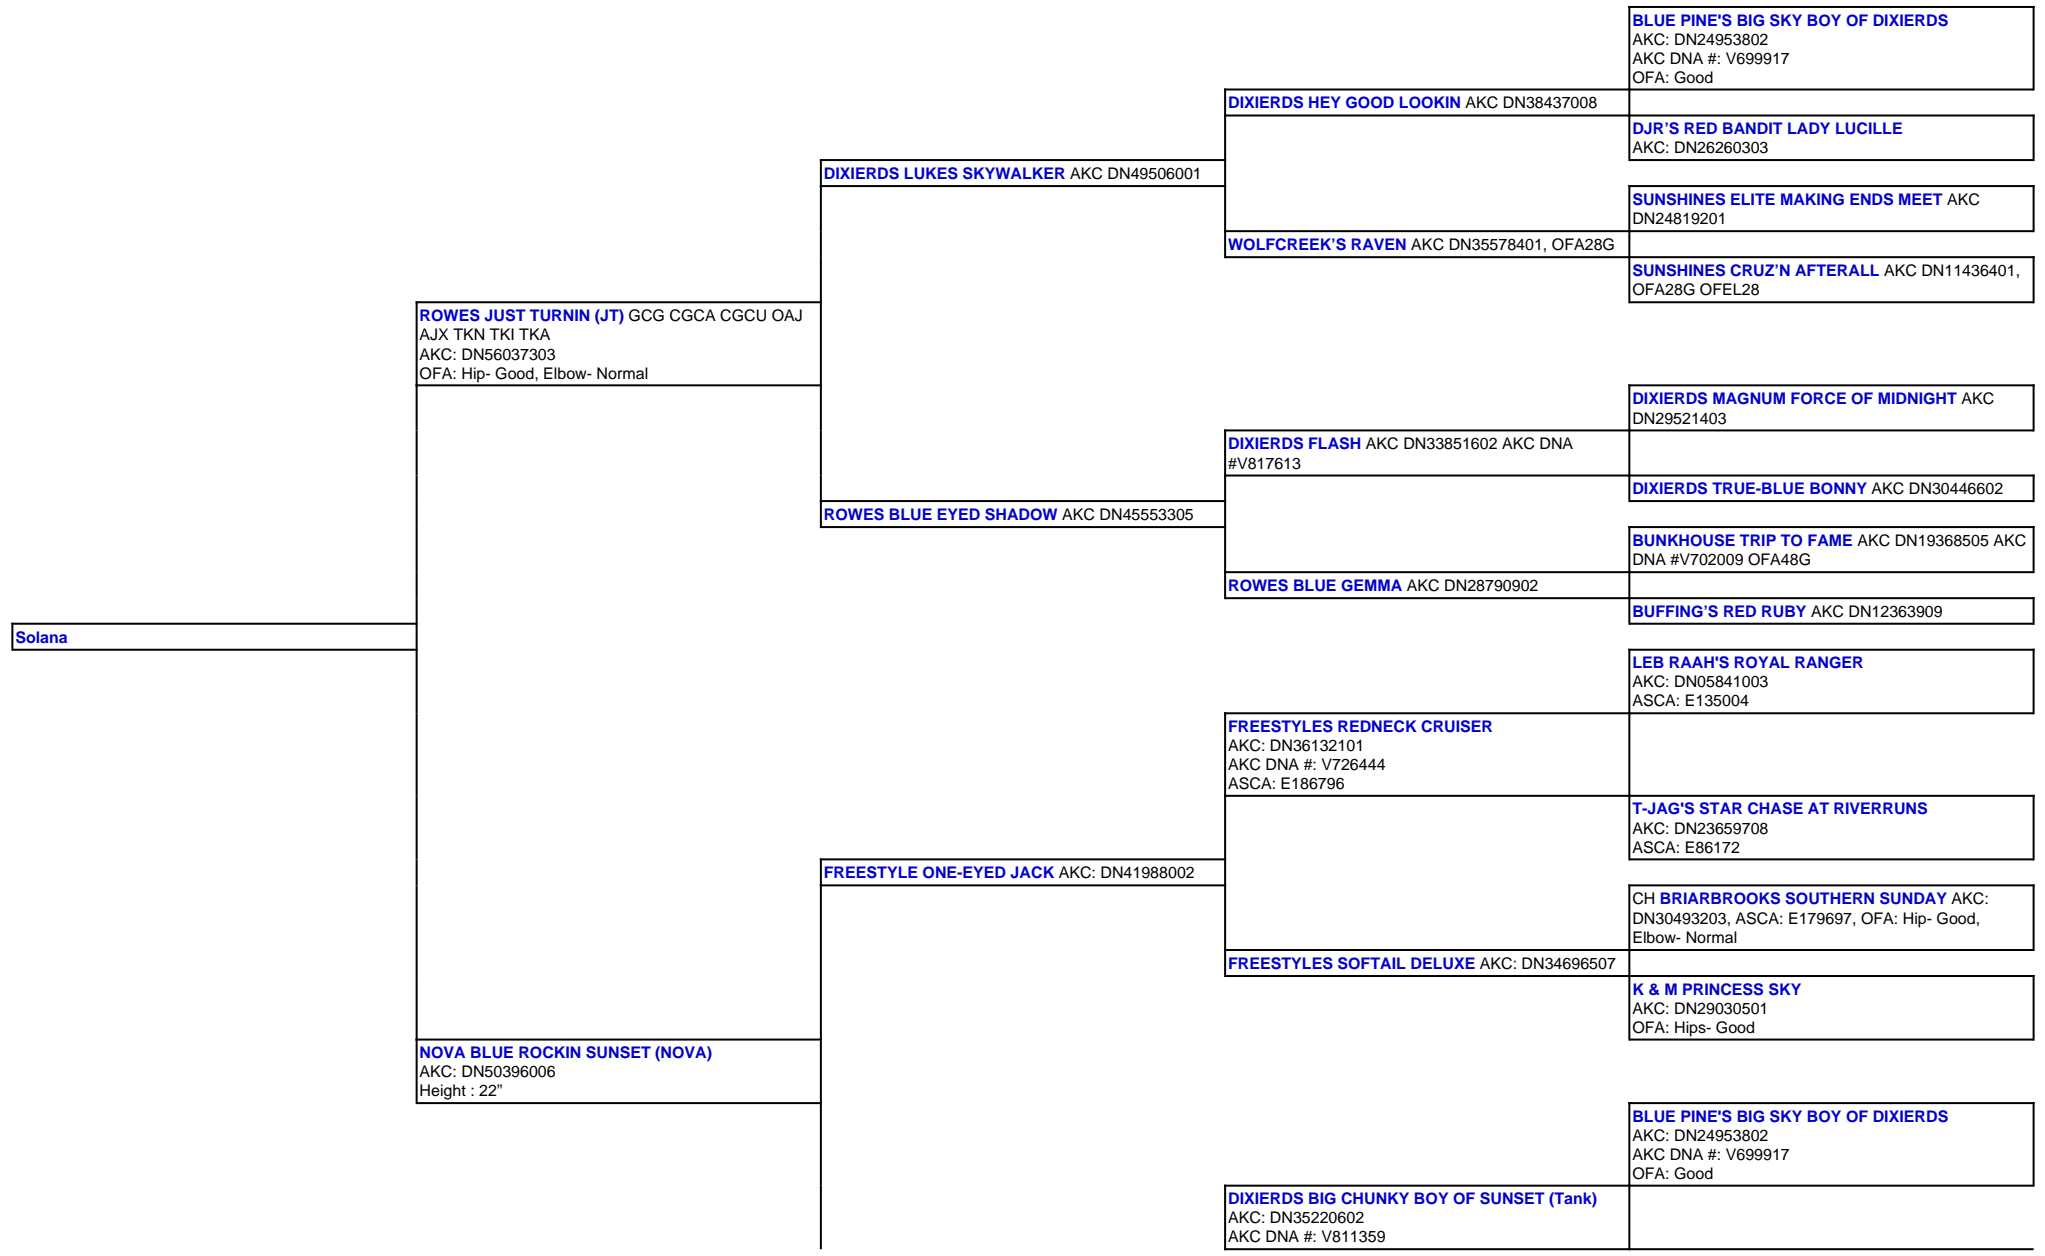 BLUE PINE'S BIG SKY BOY OF DIXIERDS
AKC: DN24953802
AKC DNA #: V699917
OFA: Good
DIXIERDS HEY GOOD LOOKIN AKC DN38437008
DJR’S RED BANDIT LADY LUCILLE
AKC: DN26260303
DIXIERDS LUKES SKYWALKER AKC DN49506001
SUNSHINES ELITE MAKING ENDS MEET AKC
DN24819201
WOLFCREEK’S RAVEN AKC DN35578401, OFA28G
SUNSHINES CRUZ’N AFTERALL AKC DN11436401,
OFA28G OFEL28
ROWES JUST TURNIN (JT) GCG CGCA CGCU OAJ
AJX TKN TKI TKA
AKC: DN56037303
OFA: Hip- Good, Elbow- Normal
DIXIERDS MAGNUM FORCE OF MIDNIGHT AKC
DN29521403
DIXIERDS FLASH AKC DN33851602 AKC DNA
#V817613
DIXIERDS TRUE-BLUE BONNY AKC DN30446602
ROWES BLUE EYED SHADOW AKC DN45553305
BUNKHOUSE TRIP TO FAME AKC DN19368505 AKC
DNA #V702009 OFA48G
ROWES BLUE GEMMA AKC DN28790902
BUFFING’S RED RUBY AKC DN12363909
Solana
LEB RAAH'S ROYAL RANGER
AKC: DN05841003
ASCA: E135004
FREESTYLES REDNECK CRUISER
AKC: DN36132101
AKC DNA #: V726444
ASCA: E186796
T-JAG'S STAR CHASE AT RIVERRUNS
AKC: DN23659708
ASCA: E86172
FREESTYLE ONE-EYED JACK AKC: DN41988002
CH BRIARBROOKS SOUTHERN SUNDAY AKC:
DN30493203, ASCA: E179697, OFA: Hip- Good,
Elbow- Normal
FREESTYLES SOFTAIL DELUXE AKC: DN34696507
K & M PRINCESS SKY
AKC: DN29030501
OFA: Hips- Good
NOVA BLUE ROCKIN SUNSET (NOVA)
AKC: DN50396006
Height : 22”
BLUE PINE'S BIG SKY BOY OF DIXIERDS
AKC: DN24953802
AKC DNA #: V699917
OFA: Good
DIXIERDS BIG CHUNKY BOY OF SUNSET (Tank)
AKC: DN35220602
AKC DNA #: V811359